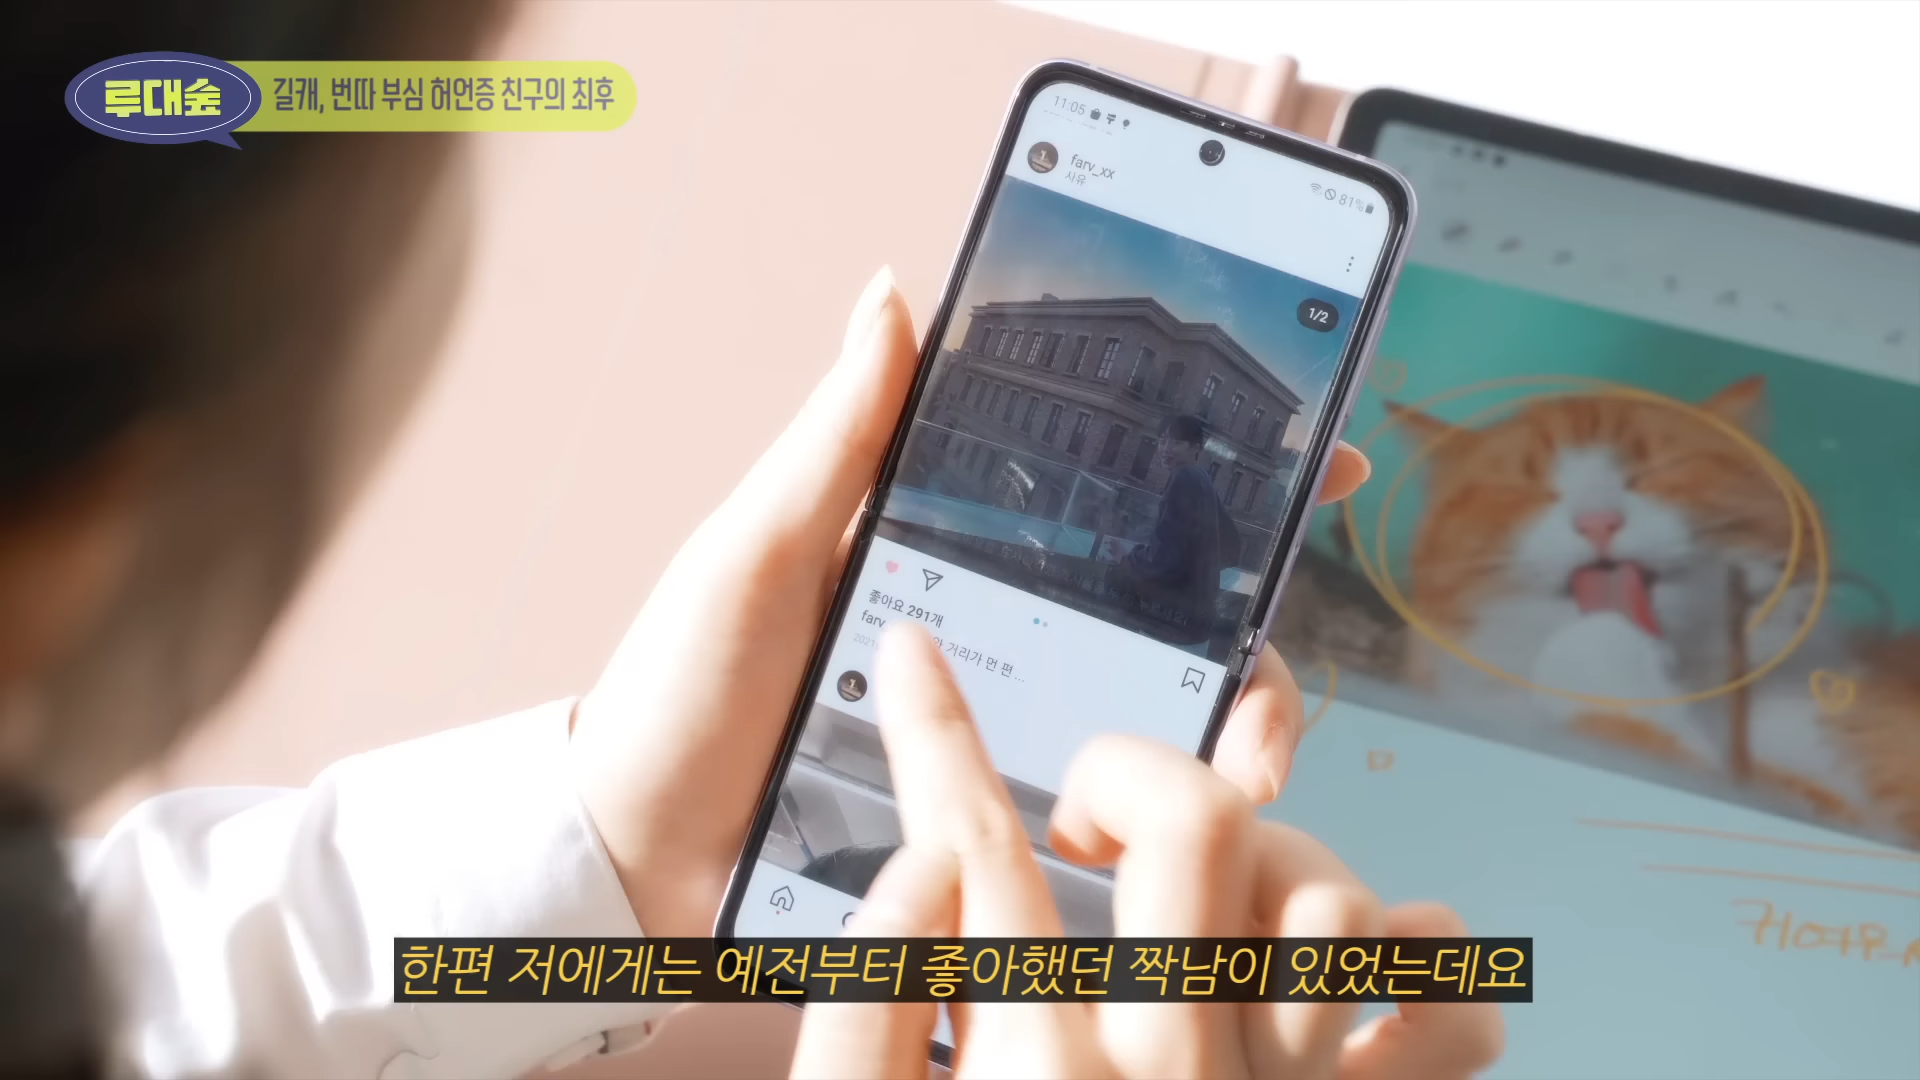 루대숲
길캐, 번따 부심 허언증 친구의 최후
11:05
81%
farv_xx
사유
1/2
좋아요 291개
farv
거리가 먼 편 ...
한편 저에게는 예전부터 좋아했던 짝남이 있었는데요